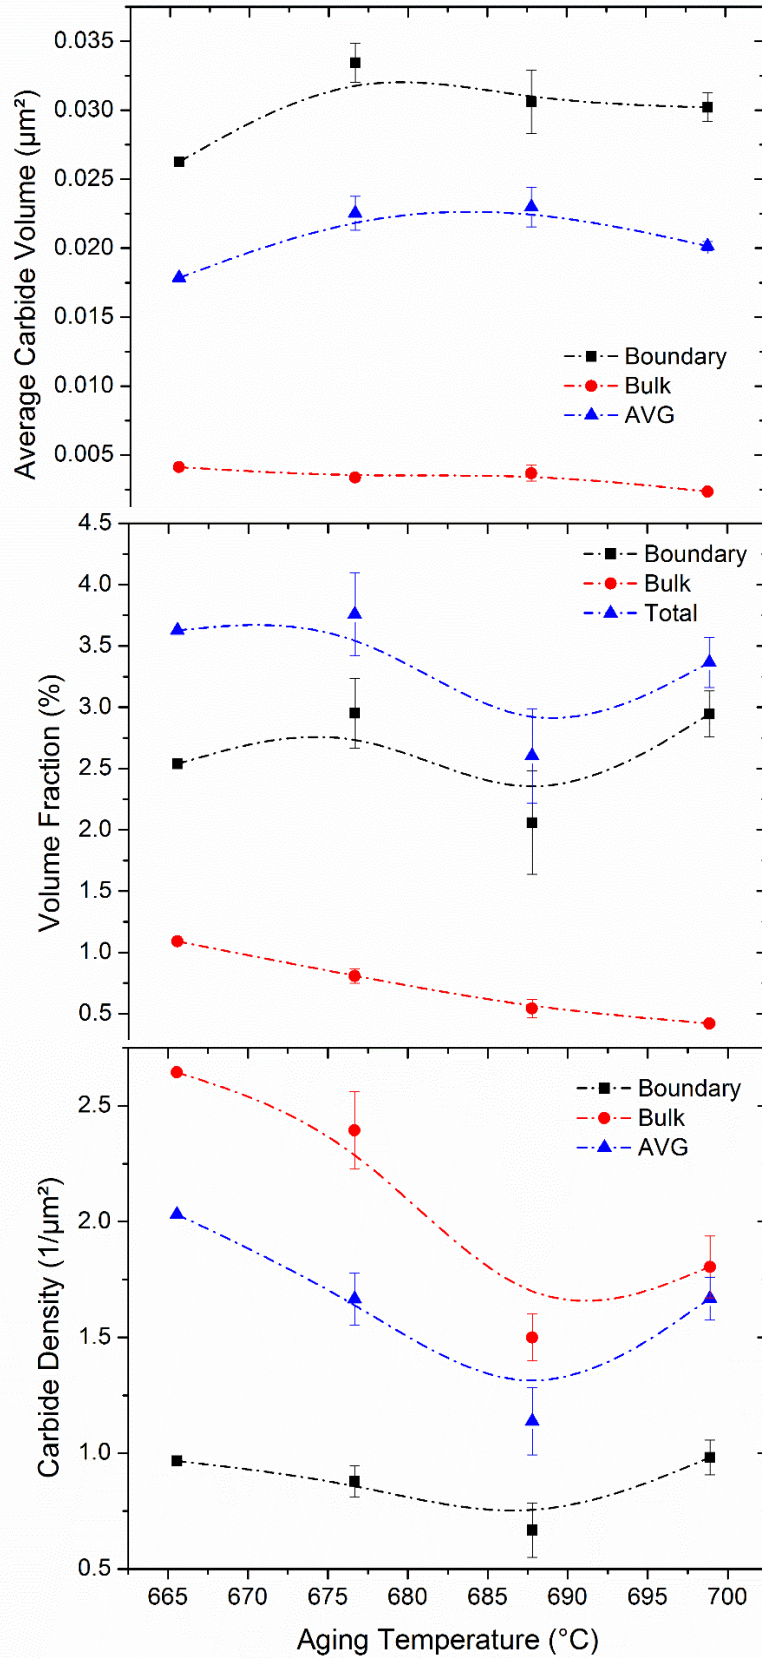 Average Carbide Volume (µm²)
0.035
0.030
0.025
0.020
0.015
0.010
0.005
Boundary
Bulk
AVG
Volume Fraction (%)
4.5
4.0
3.5
3.0
2.5
2.0
1.5
1.0
0.5
Boundary
Bulk
Total
Carbide Density (1/µm²)
2.5
2.0
1.5
1.0
0.5
Boundary
Bulk
AVG
665 670 675 680 685 690 695 700
Aging Temperature (°C)